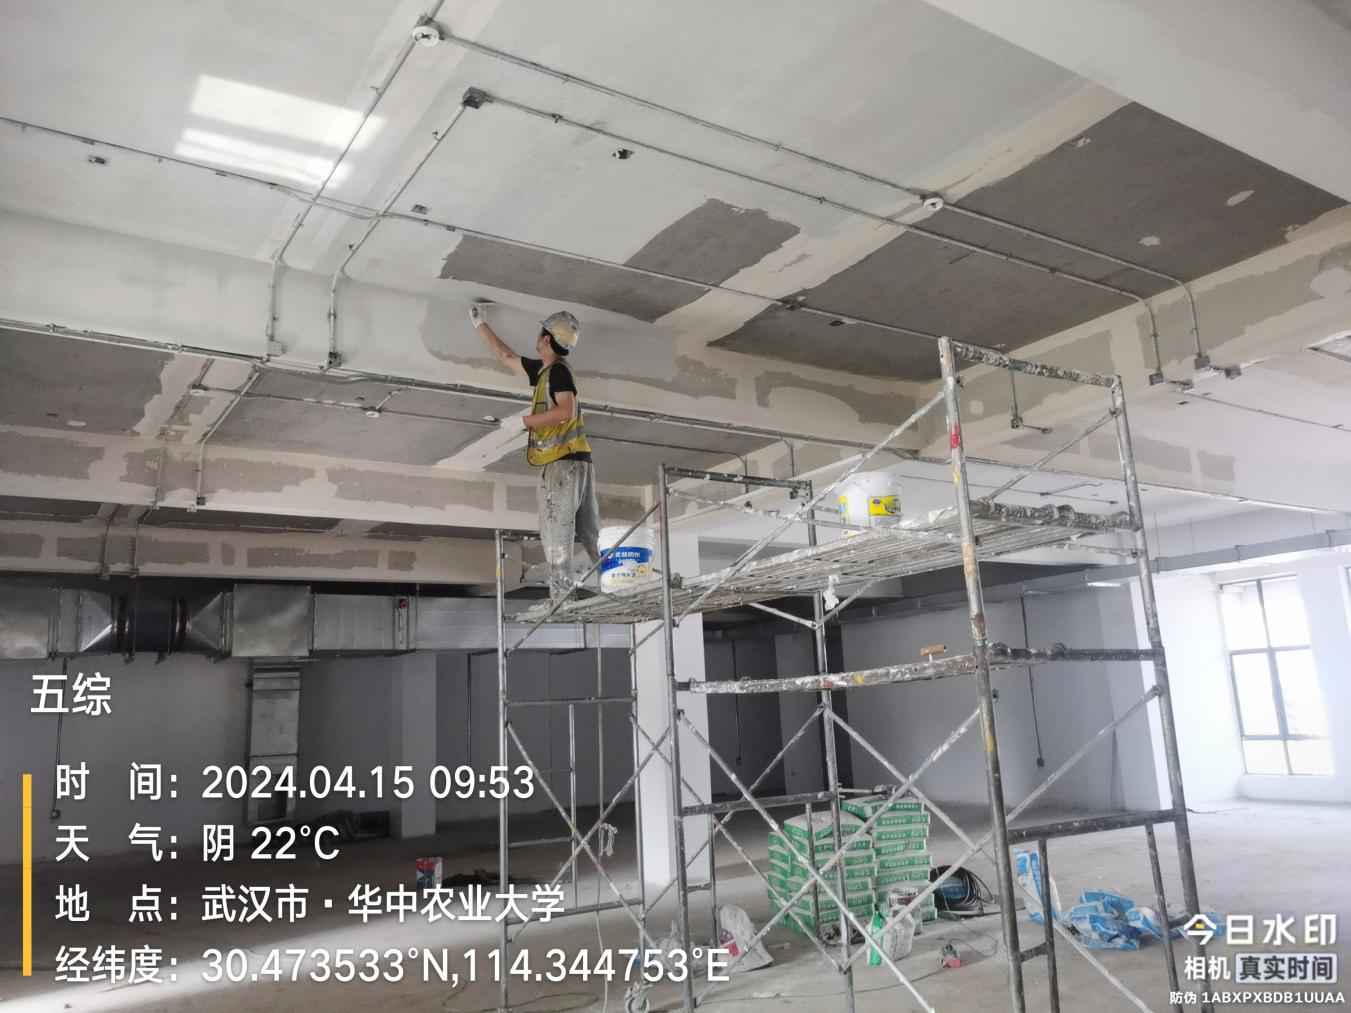 五综
时 间：2024.04.15 09:53
天 气：阴 22℃
地 点：武汉市·华中农业大学
经纬度：30.473533°N,114.344753°E
今日水印
相机 真实时间
防伪 1ABXPXBDB1UUAA